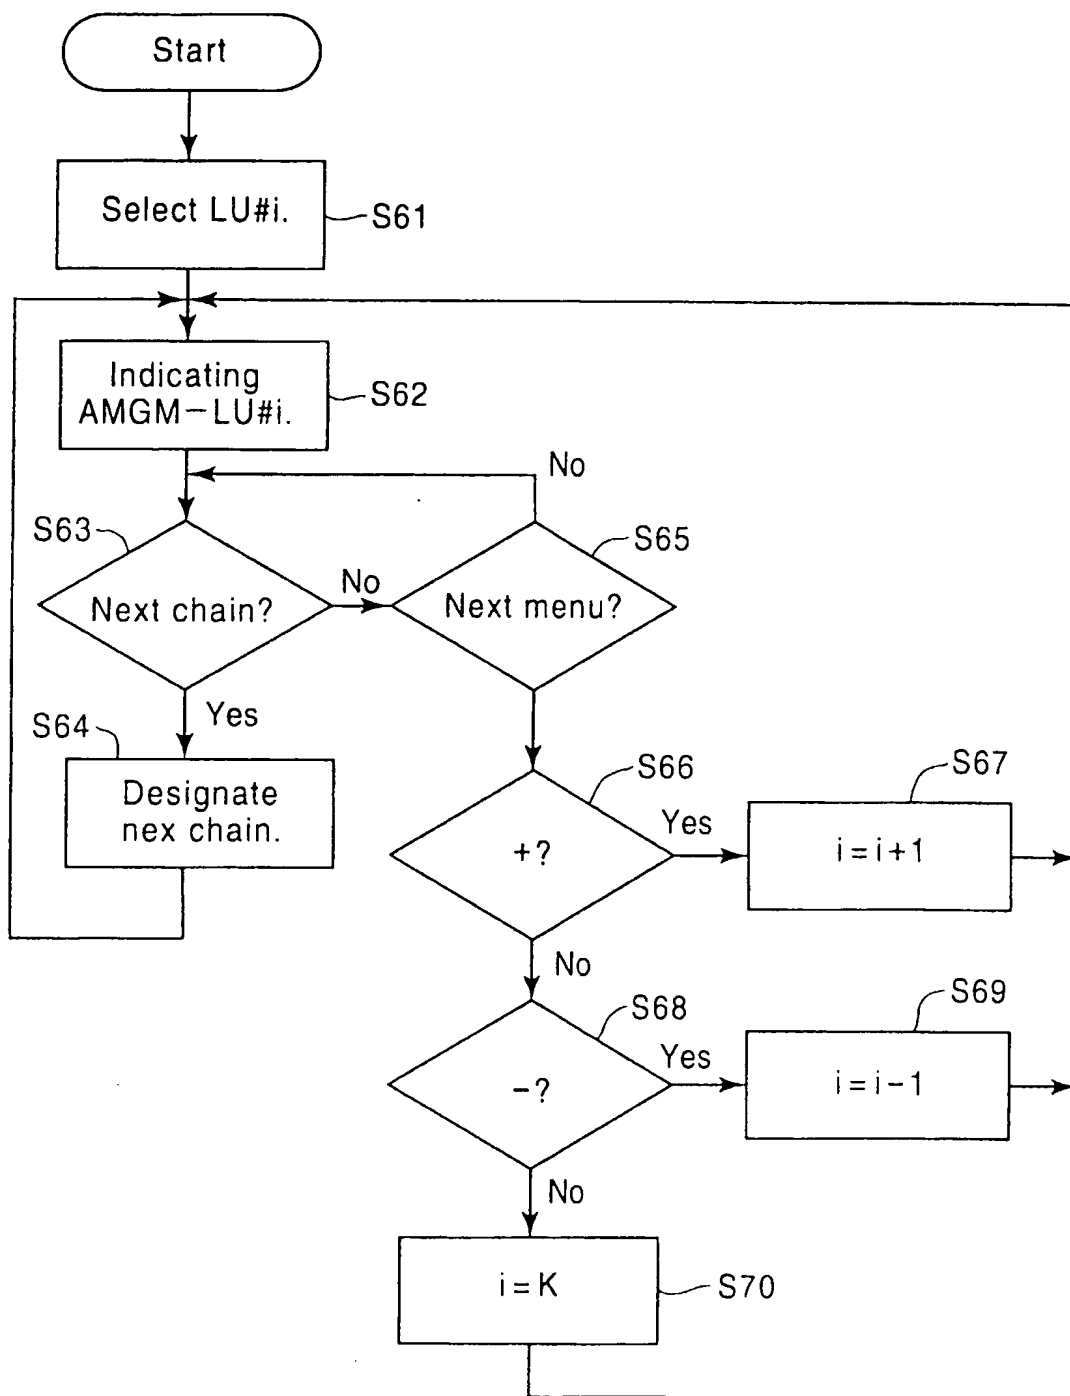 Start
Select LU#i.
S61
Indicating
AMGM-LU#i.
S62
No
S63
Next chain?
No
S65
Next menu?
Yes
S64
Designate
nex chain.
S66
+?
Yes
S67
i=i+1
No
S68
-?
Yes
S69
i=i-1
No
i=K
S70